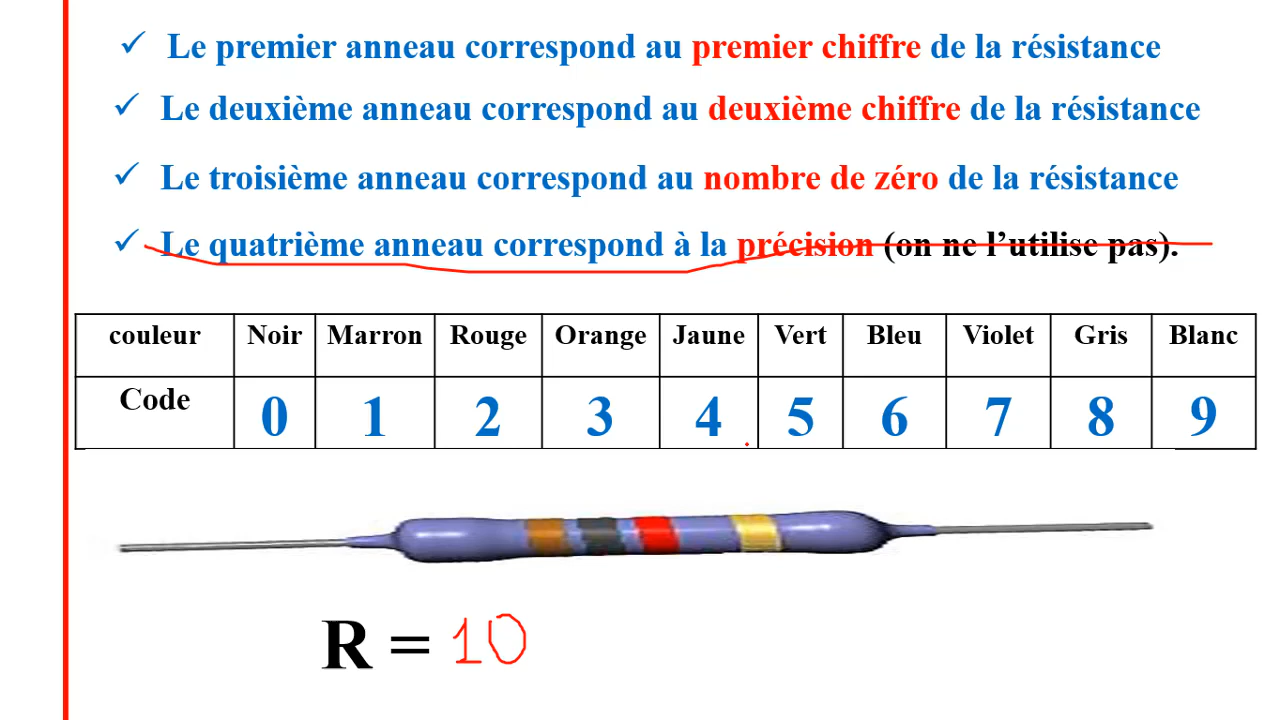 Le premier anneau correspond au premier chiffre de la résistance
Le deuxième anneau correspond au deuxième chiffre de la résistance
Le troisième anneau correspond au nombre de zéro de la résistance
Le quatrième anneau correspond à la précision (on ne l’utilise pas).
couleur Noir Marron Rouge Orange Jaune Vert Bleu Violet Gris Blanc
Code 0 1 2 3 4 5 6 7 8 9
R = 10